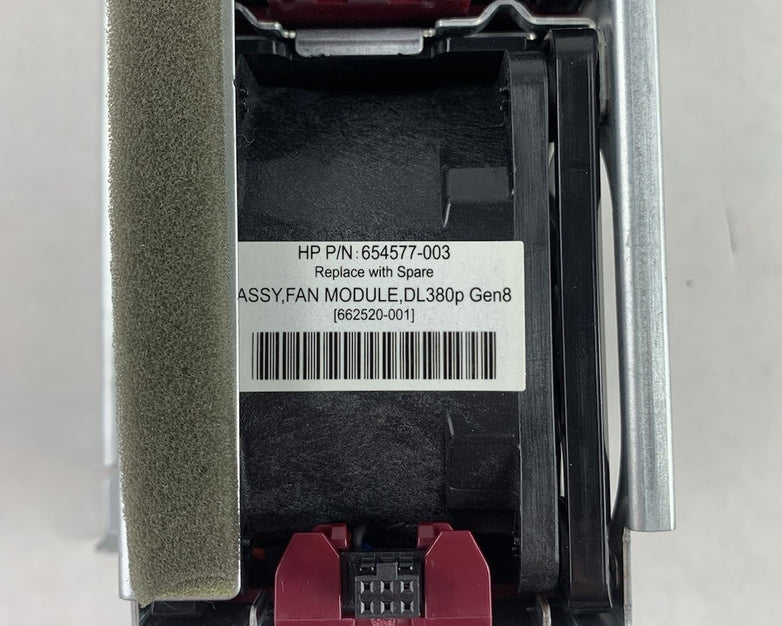 HP P/N: 654577-003
Replace with Spare
ASSY,FAN MODULE,DL380p Gen8
[662520-001]